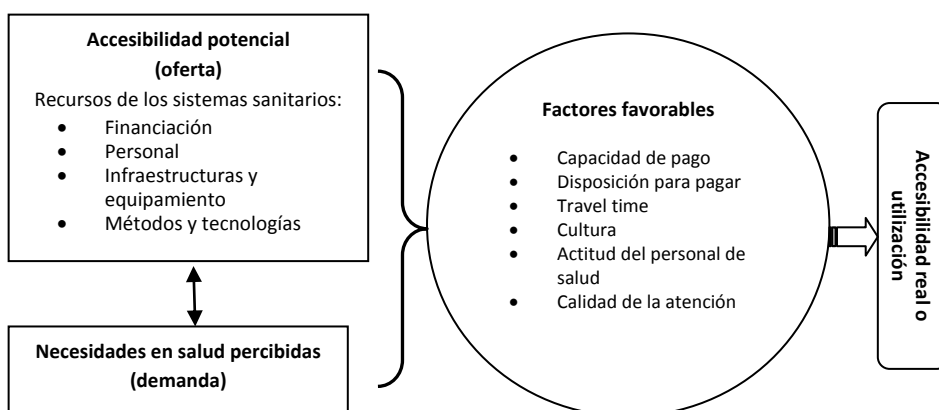 Accesibilidad potencial
(oferta)
Recursos de los sistemas sanitarios:
• Financiación
• Personal
• Infraestructuras y
equipamiento
• Métodos y tecnologías
Necesidades en salud percibidas
(demanda)
Factores favorables
• Capacidad de pago
• Disposición para pagar
• Travel time
• Cultura
• Actitud del personal de
salud
• Calidad de la atención
Accesibilidad real o
utilización